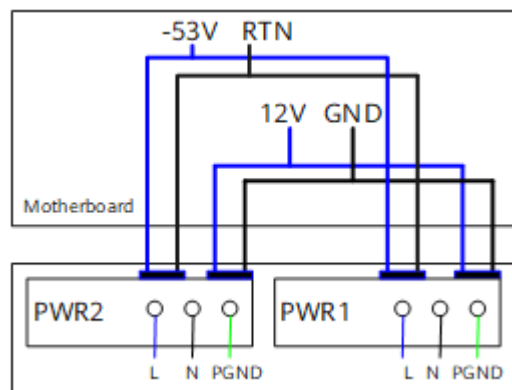 -53V RTN
12V GND
Motherboard
PWR2 PWR1
L N PGND L N PGND